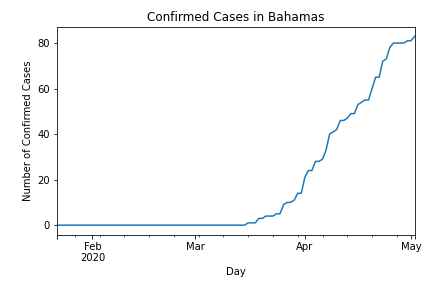 Confirmed Cases in Bahamas
Number of Confirmed Cases
80
60
40
20
0
Feb
2020
Mar
Apr
May
Day